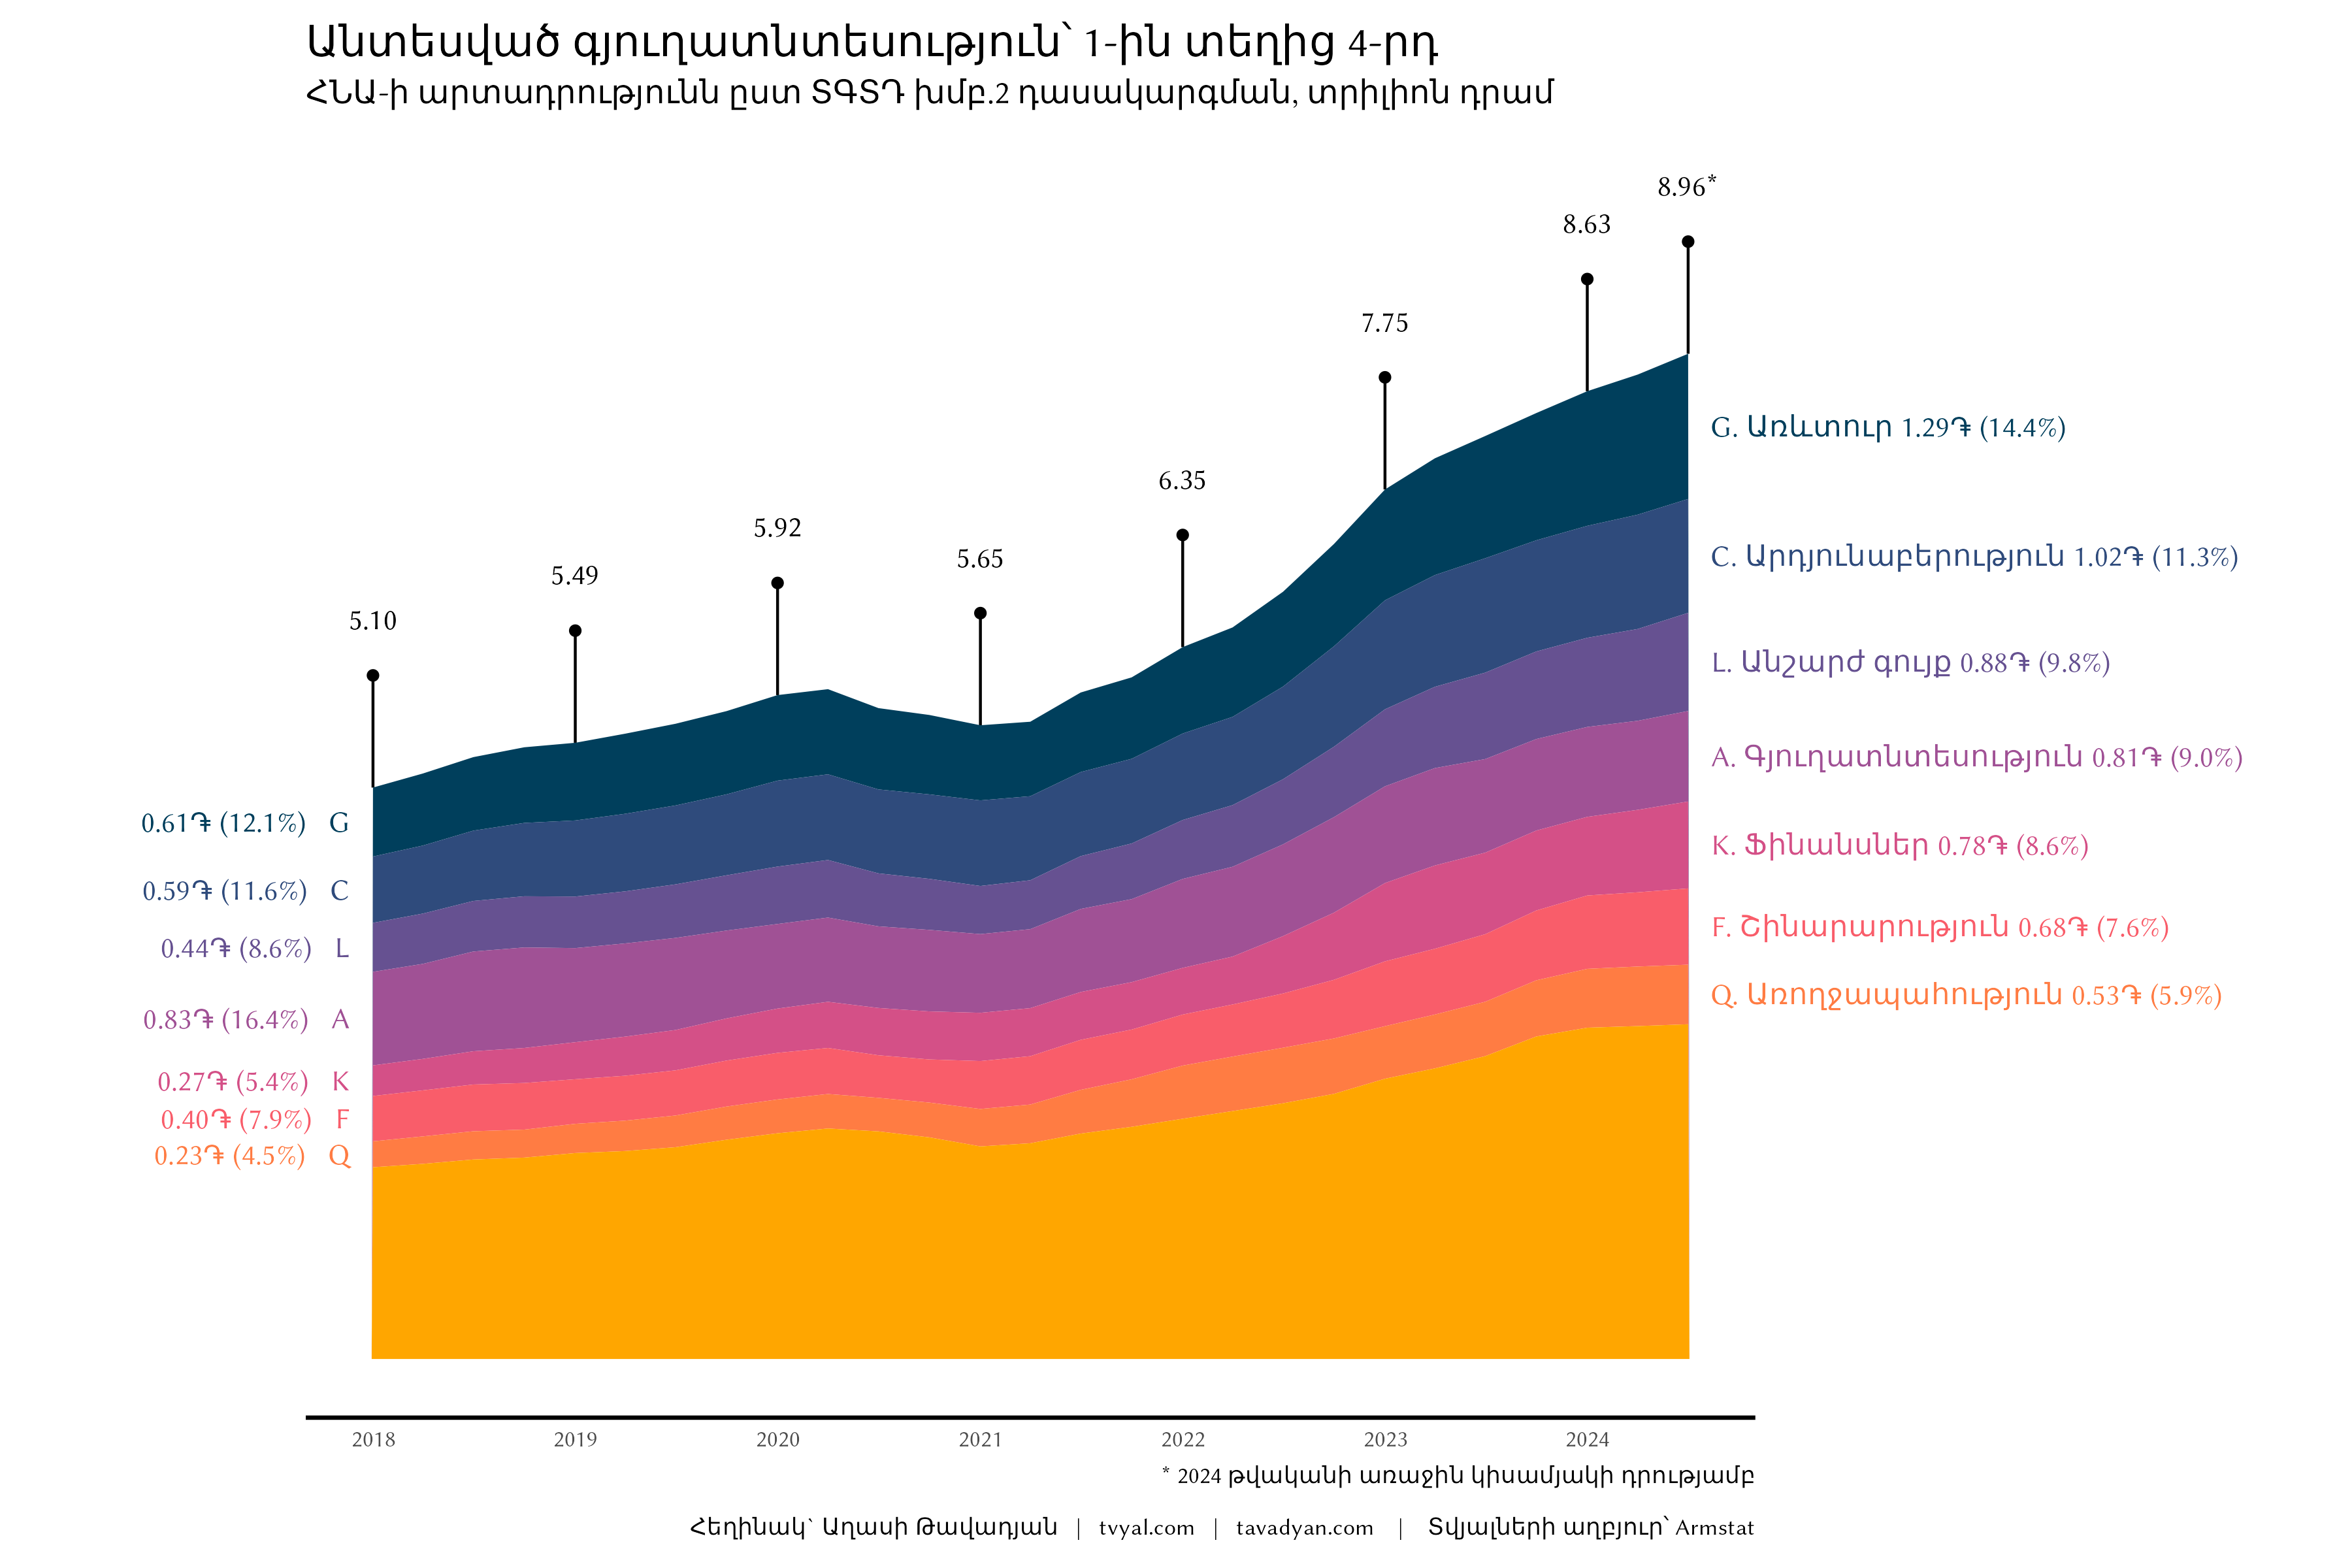 Անտեսված գյուղատնտեսություն՝ 1-ին տեղից 4-րդ
ՀՆԱ-ի արտադրությունն ըստ ՏԳՏԴ խմբ.2 դասակարգման, տրիլիոն դրամ
8.96*
8.63
7.75
6.35
5.92
5.65
5.49
5.10
G. Առևտուր 1.29֏ (14.4%)
C. Արդյունաբերություն 1.02֏ (11.3%)
L. Անշարժ գույք 0.88֏ (9.8%)
A. Գյուղատնտեսություն 0.81֏ (9.0%)
K. Ֆինանսներ 0.78֏ (8.6%)
F. Շինարարություն 0.68֏ (7.6%)
Q. Առողջապահություն 0.53֏ (5.9%)
0.61֏ (12.1%) G
0.59֏ (11.6%) C
0.44֏ (8.6%) L
0.83֏ (16.4%) A
0.27֏ (5.4%) K
0.40֏ (7.9%) F
0.23֏ (4.5%) Q
2018 2019 2020 2021 2022 2023 2024
* 2024 թվականի առաջին կիսամյակի դրությամբ
Հեղինակ` Աղասի Թավադյան | tvyal.com | tavadyan.com | Տվյալների աղբյուր՝ Armstat